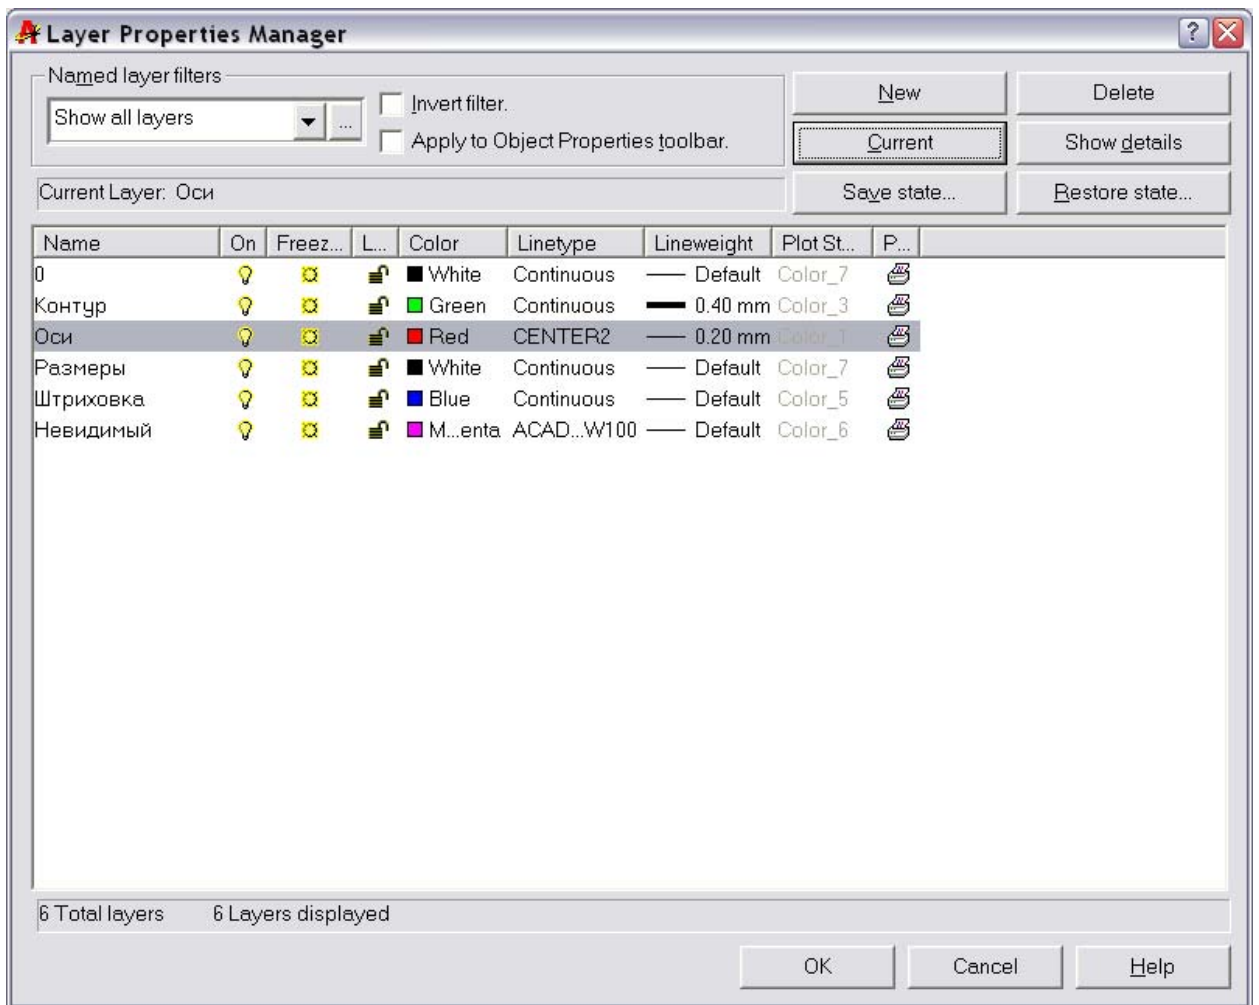 Layer Properties Manager
Named layer filters
Show all layers
...
Invert filter.
Apply to Object Properties toolbar.
New
Delete
Current
Show details
Current Layer: Оси
Save state...
Restore state...
Name On Freez... L... Color Linetype Lineweight Plot St... P...
0 White Continuous Default Color_7
Контур Green Continuous 0.40 mm Color_3
Оси Red CENTER2 0.20 mm Color_1
Размеры White Continuous Default Color_7
Штриховка Blue Continuous Default Color_5
Невидимый M...enta ACAD...W100 Default Color_6
6 Total layers 6 Layers displayed
OK
Cancel
Help